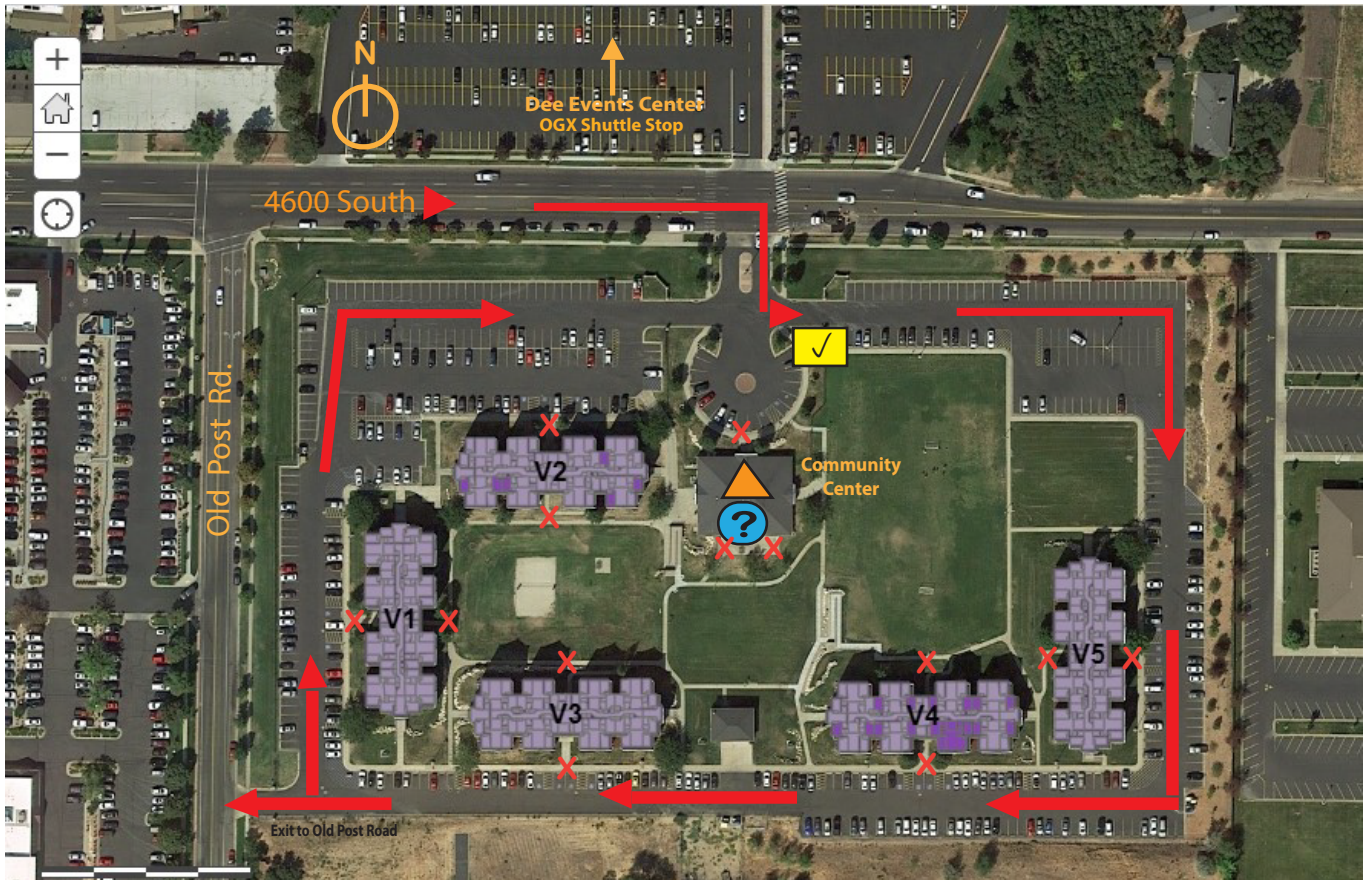 N
Dee Events Center
OGX Shuttle Stop
4600 South
Old Post Rd.
V2
Community
Center
?
V1
V5
V3
V4
Exit to Old Post Road